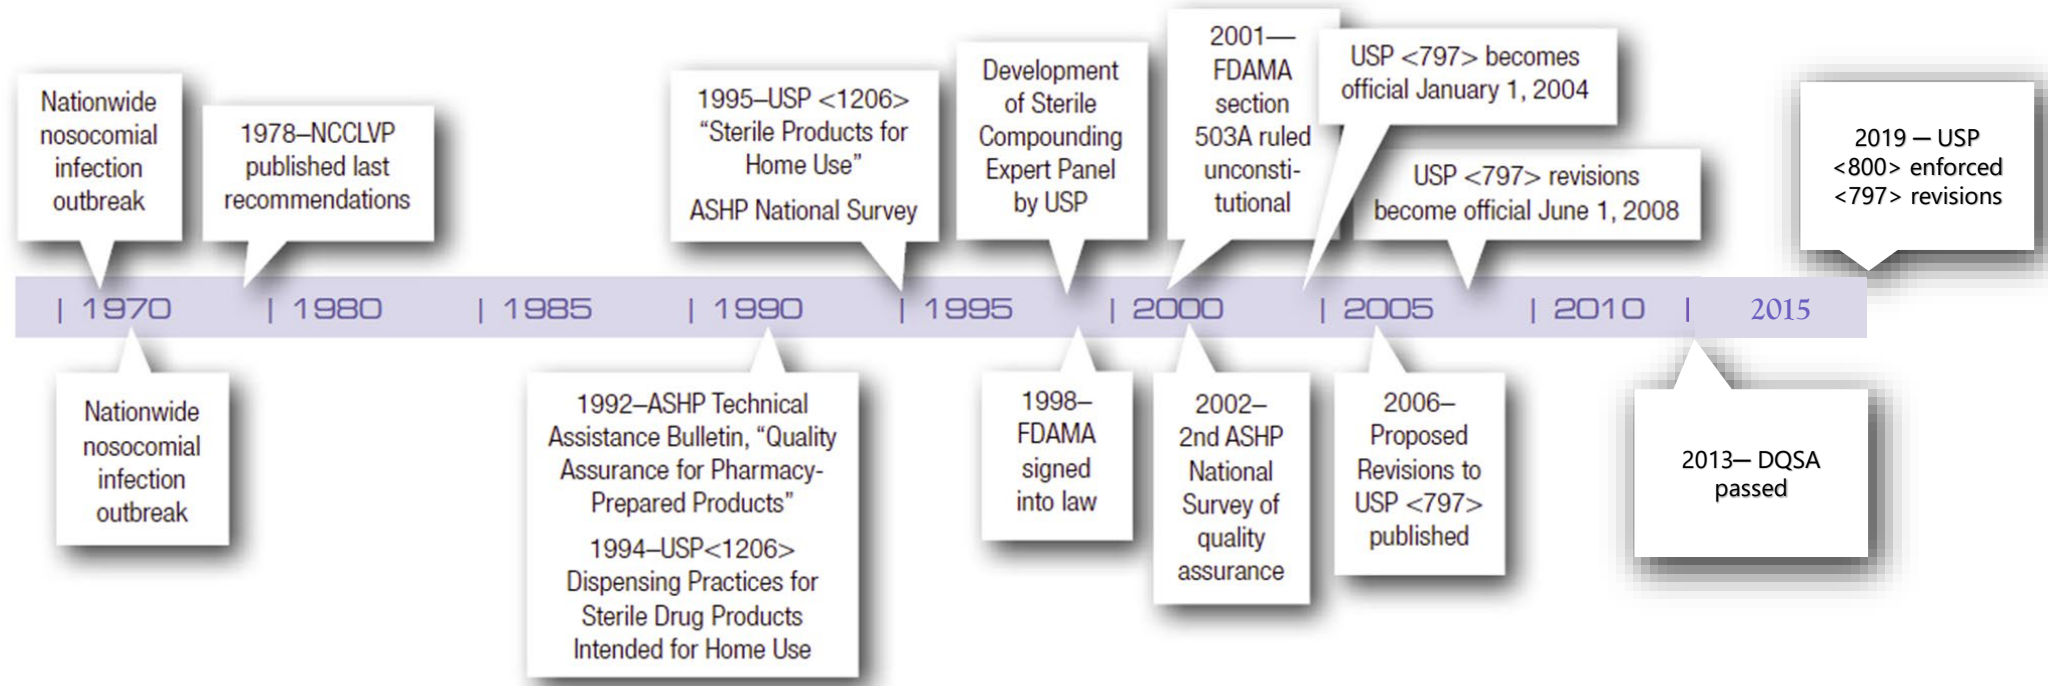 Nationwide
nosocomial
infection
outbreak
1978–NCCLVP
published last
recommendations
1995–USP <1206>
“Sterile Products for
Home Use”
ASHP National Survey
Development
of Sterile
Compounding
Expert Panel
by USP
2001—
FDAMA
section
503A ruled
unconsti-
tutional
USP <797> becomes
official January 1, 2004
USP <797> revisions
become official June 1, 2008
2019 — USP
<800> enforced
<797> revisions
| 1970 | 1980 | 1985 | 1990 | 1995 | 2000 | 2005 | 2010 | 2015
Nationwide
nosocomial
infection
outbreak
1992–ASHP Technical
Assistance Bulletin, “Quality
Assurance for Pharmacy-
Prepared Products”
1994–USP<1206>
Dispensing Practices for
Sterile Drug Products
Intended for Home Use
1998–
FDAMA
signed
into law
2002–
2nd ASHP
National
Survey of
quality
assurance
2006–
Proposed
Revisions to
USP <797>
published
2013— DQSA
passed